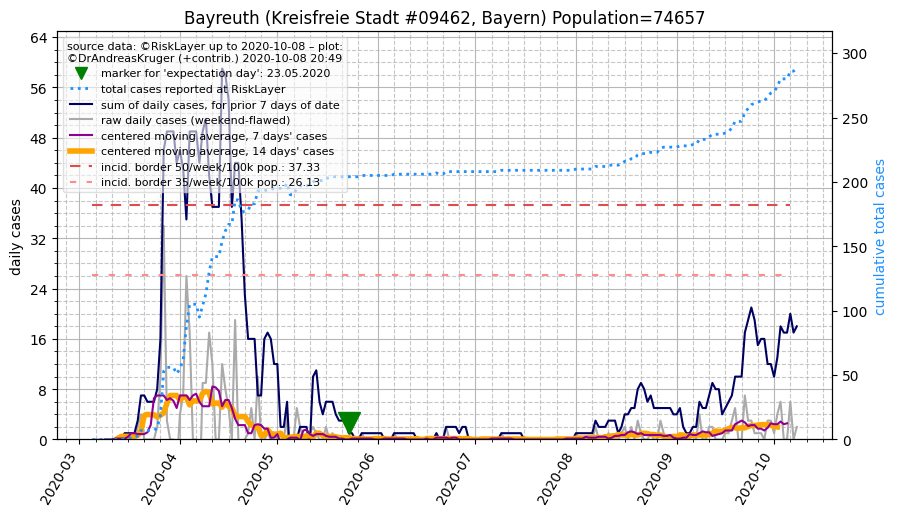 Bayreuth (Kreisfreie Stadt #09462, Bayern) Population=74657
source data: ©RiskLayer up to 2020-10-08 – plot:
©DrAndreasKruger (+contrib.) 2020-10-08 20:49
marker for 'expectation day': 23.05.2020
total cases reported at RiskLayer
sum of daily cases, for prior 7 days of date
raw daily cases (weekend-flawed)
centered moving average, 7 days' cases
centered moving average, 14 days' cases
incid. border 50/week/100k pop.: 37.33
incid. border 35/week/100k pop.: 26.13
daily cases
64
56
48
40
32
24
16
8
0
cumulative total cases
300
250
200
150
100
50
0
2020-03
2020-04
2020-05
2020-06
2020-07
2020-08
2020-09
2020-10